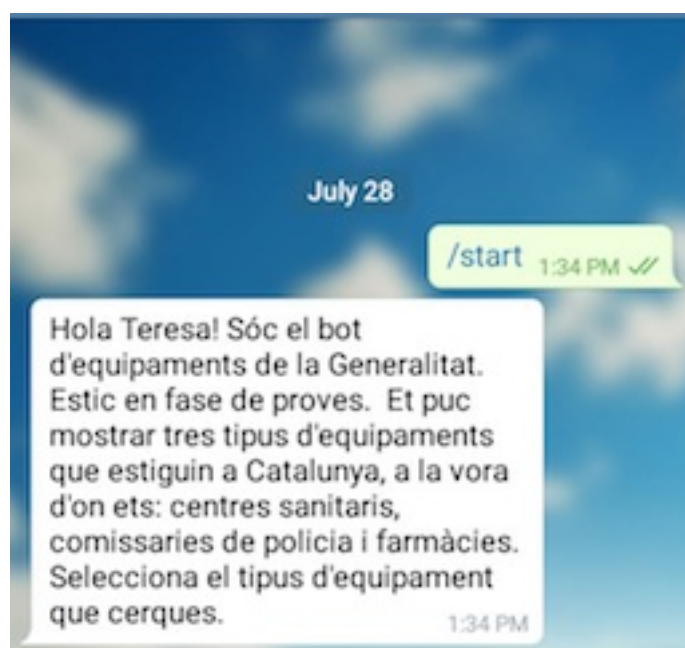 July 28
/start 1:34 PM
Hola Teresa! Sóc el bot
d'equipaments de la Generalitat.
Estic en fase de proves.  Et puc
mostrar tres tipus d'equipaments
que estiguin a Catalunya, a la vora
d'on ets: centres sanitaris,
comissaries de policia i farmàcies.
Selecciona el tipus d'equipament
que cerques.
1:34 PM